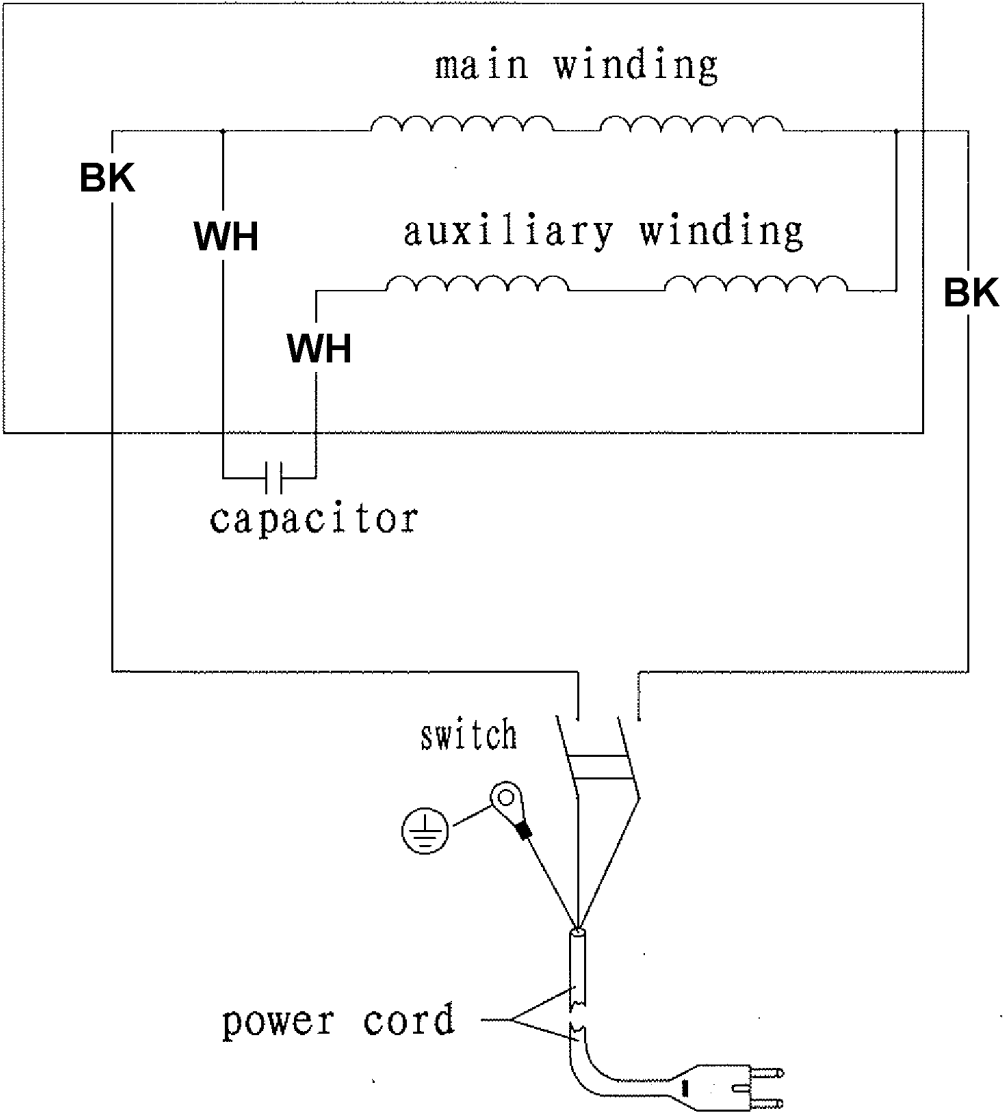 main winding
BK
WH
auxiliary winding
BK
WH
capacitor
switch
power cord